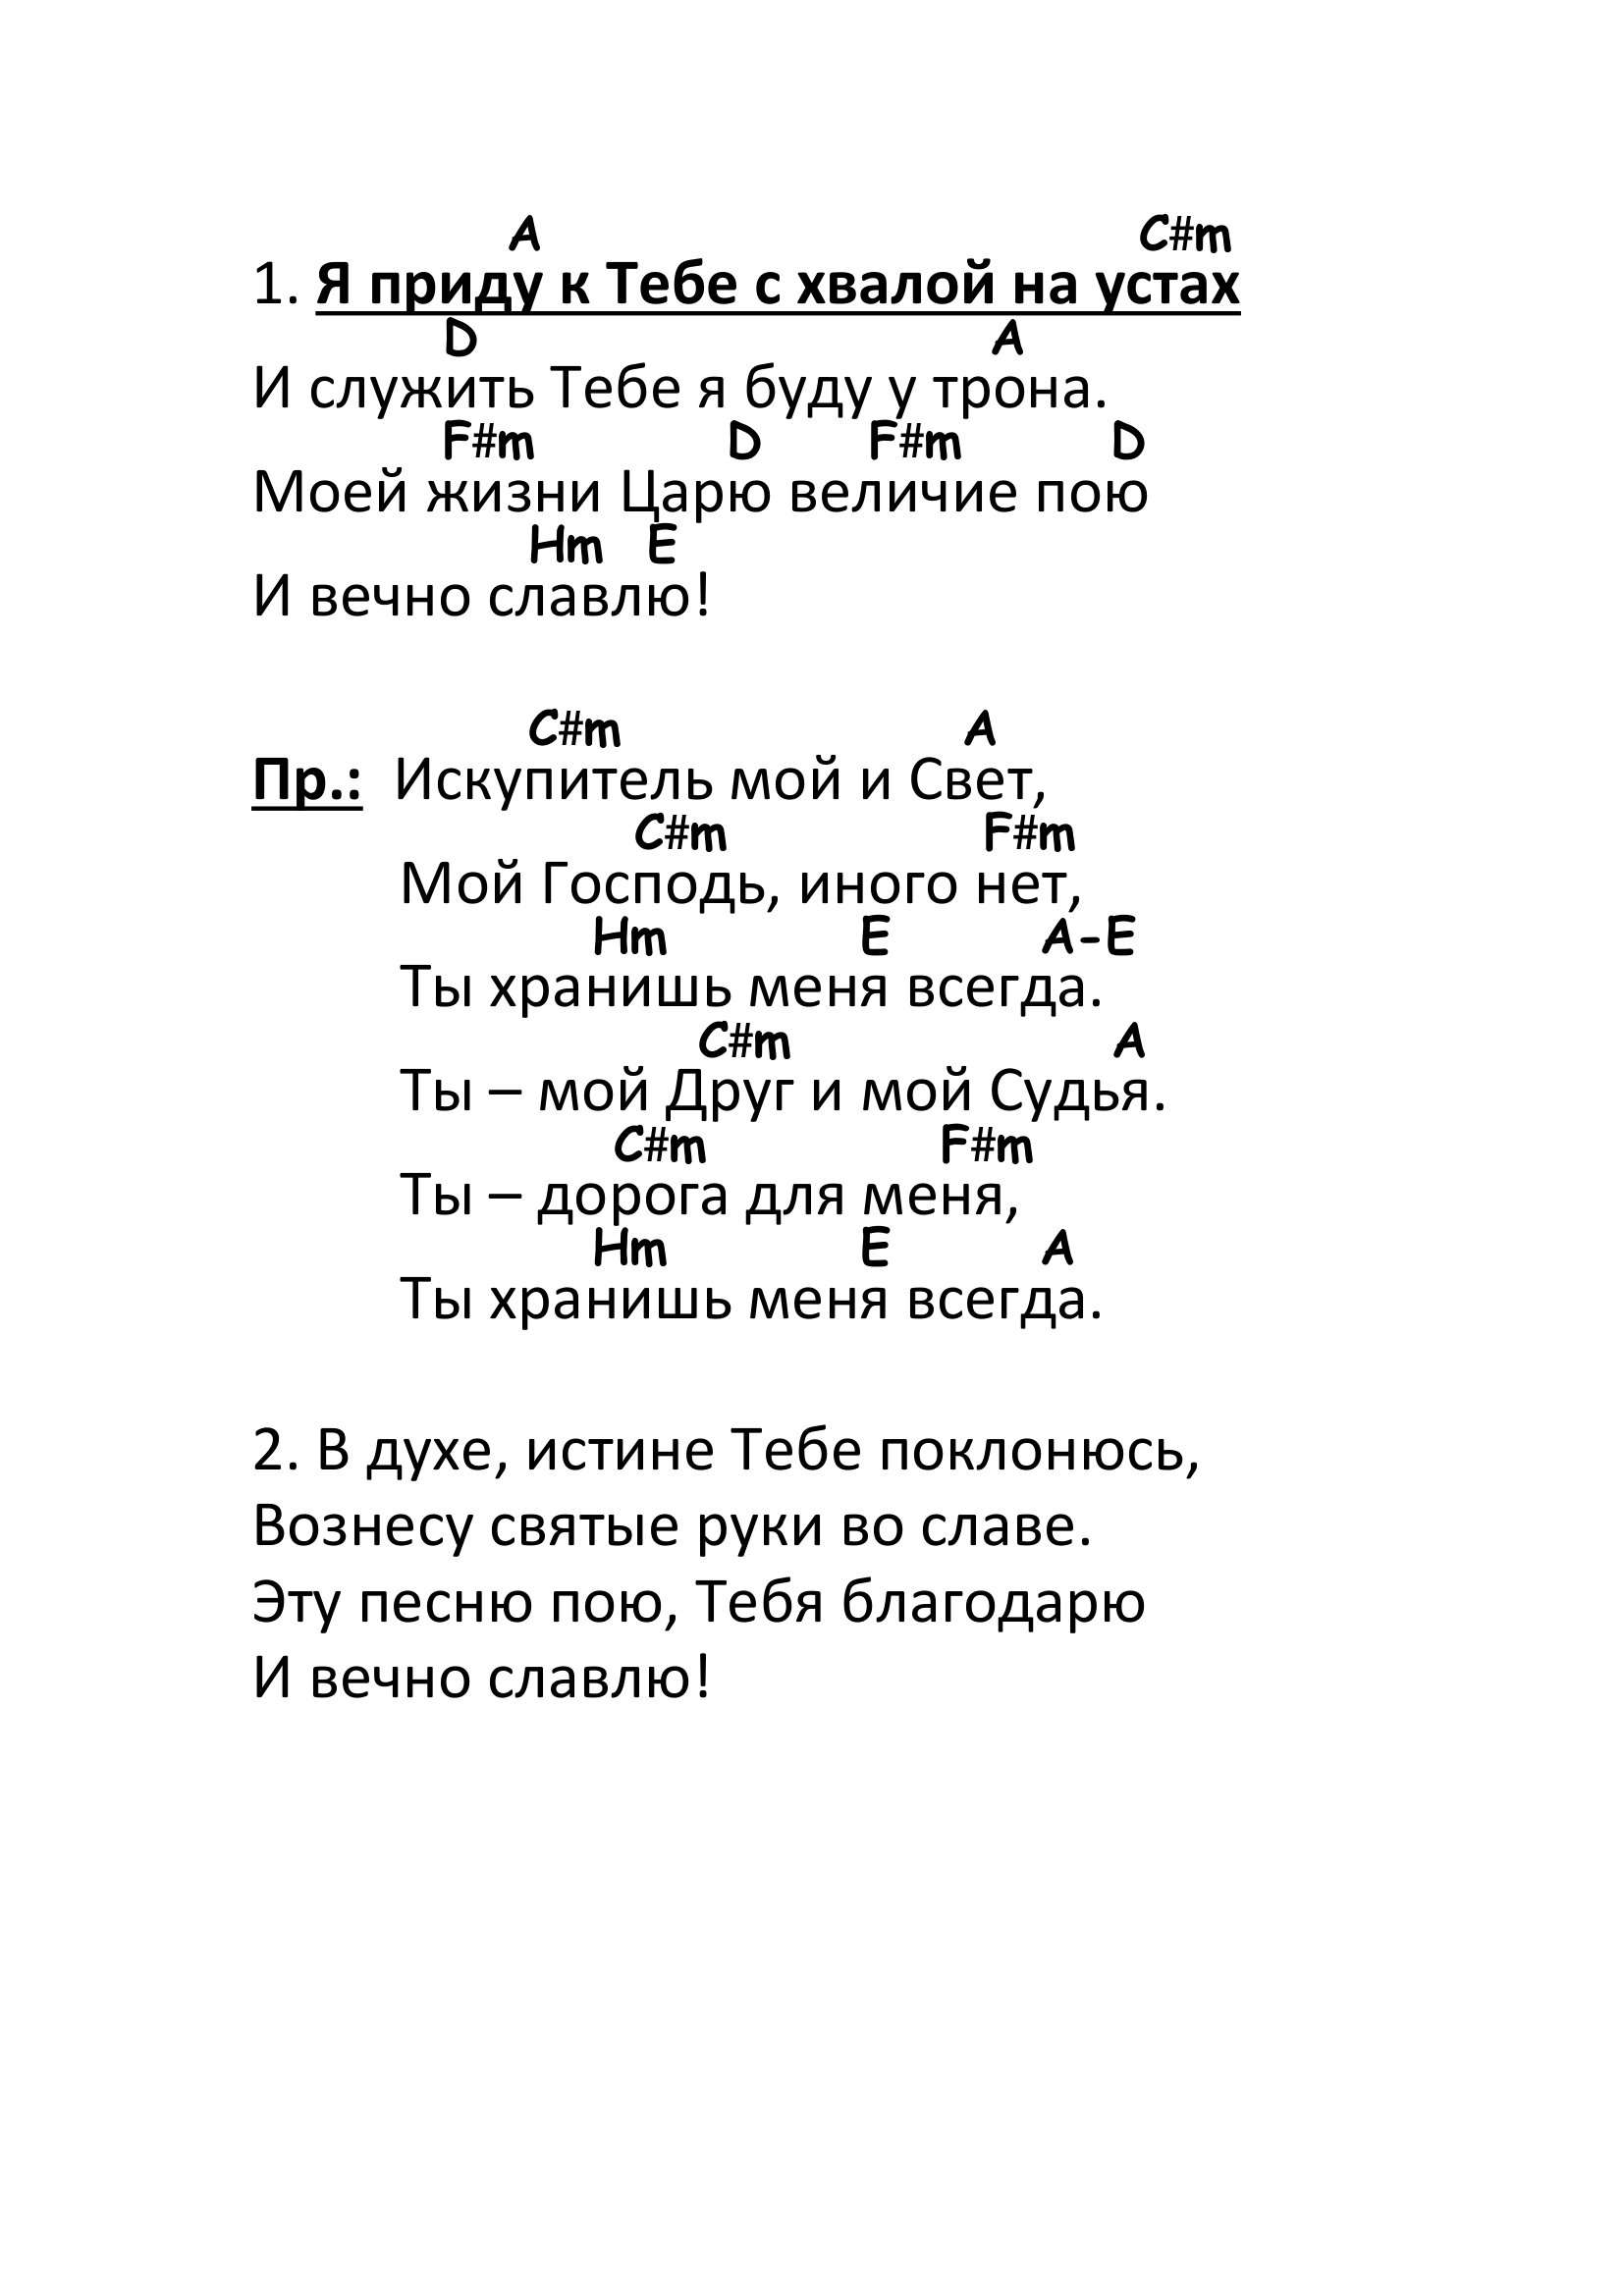 A C#m
1. Я приду к Тебе с хвалой на устах
D A
И служить Тебе я буду у трона.
F#m D F#m D
Моей жизни Царю величие пою
Hm E
И вечно славлю!
C#m A
Пр.: Искупитель мой и Свет,
C#m F#m
Мой Господь, иного нет,
Hm E A-E
Ты хранишь меня всегда.
C#m A
Ты – мой Друг и мой Судья.
C#m F#m
Ты – дорога для меня,
Hm E A
Ты хранишь меня всегда.
2. В духе, истине Тебе поклонюсь,
Вознесу святые руки во славе.
Эту песню пою, Тебя благодарю
И вечно славлю!